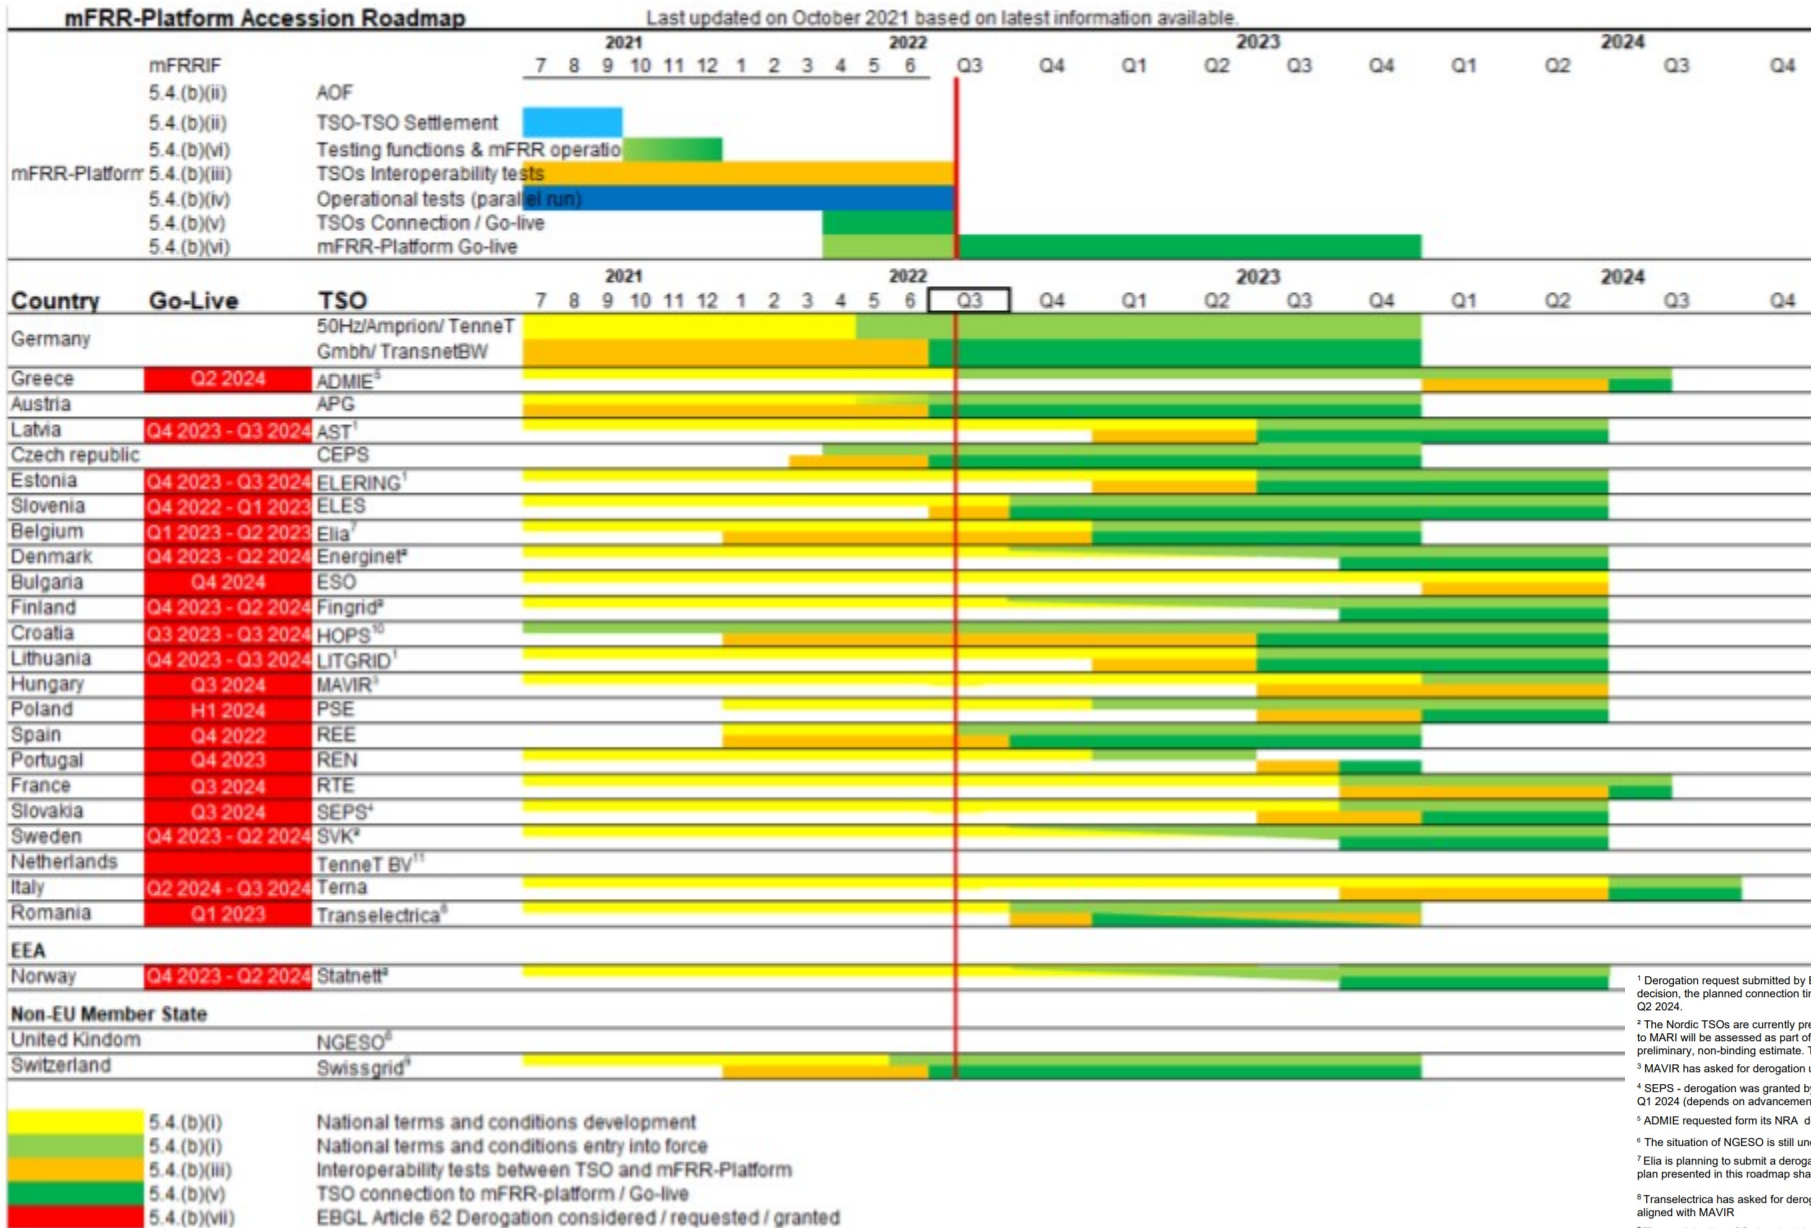 mFRR-Platform Accession Roadmap Last updated on October 2021 based on latest information available.
2021 2022 2023 2024
mFRRIF 7 8 9 10 11 12 1 2 3 4 5 6 Q3 Q4 Q1 Q2 Q3 Q4 Q1 Q2 Q3 Q4
5.4.(b)(ii) AOF
5.4.(b)(ii) TSO-TSO Settlement
5.4.(b)(vi) Testing functions & mFRR operatio
mFRR-Platform 5.4.(b)(iii) TSOs Interoperability tests
5.4.(b)(iv) Operational tests (parallel run)
5.4.(b)(v) TSOs Connection / Go-live
5.4.(b)(vi) mFRR-Platform Go-live
2021 2022 2023 2024
Country Go-Live TSO 7 8 9 10 11 12 1 2 3 4 5 6 Q3 Q4 Q1 Q2 Q3 Q4 Q1 Q2 Q3 Q4
Germany 50Hz/Amprion/ TenneT
Gmbh/ TransnetBW
Greece Q2 2024 ADMIE⁵
Austria APG
Latvia Q4 2023 - Q3 2024 AST¹
Czech republic CEPS
Estonia Q4 2023 - Q3 2024 ELERING¹
Slovenia Q4 2022 - Q1 2023 ELES
Belgium Q1 2023 - Q2 2023 Elia⁷
Denmark Q4 2023 - Q2 2024 Energinet²
Bulgaria Q4 2024 ESO
Finland Q4 2023 - Q2 2024 Fingrid²
Croatia Q3 2023 - Q3 2024 HOPS¹⁰
Lithuania Q4 2023 - Q3 2024 LITGRID¹
Hungary Q3 2024 MAVIR³
Poland H1 2024 PSE
Spain Q4 2022 REE
Portugal Q4 2023 REN
France Q3 2024 RTE
Slovakia Q3 2024 SEPS⁴
Sweden Q4 2023 - Q2 2024 SVK²
Netherlands TenneT BV¹¹
Italy Q2 2024 - Q3 2024 Terna
Romania Q1 2023 Transelectrica⁸
EEA
Norway Q4 2023 - Q2 2024 Statnett²
Non-EU Member State
United Kindom NGESO⁶
Switzerland Swissgrid⁹
5.4.(b)(i) National terms and conditions development
5.4.(b)(i) National terms and conditions entry into force
5.4.(b)(iii) Interoperability tests between TSO and mFRR-Platform
5.4.(b)(v) TSO connection to mFRR-platform / Go-live
5.4.(b)(vii) EBGL Article 62 Derogation considered / requested / granted
¹ Derogation request submitted by
decision, the planned connection
Q2 2024.
² The Nordic TSOs are currently
to MARI will be assessed as part of
preliminary, non-binding estimate.
³ MAVIR has asked for derogation
⁴ SEPS - derogation was granted
Q1 2024 (depends on
⁵ ADMIE requested form its NRA
⁶ The situation of NGESO is still
⁷ Elia is planning to submit a
plan presented in this roadmap
⁸ Transelectrica has asked for
aligned with MAVIR